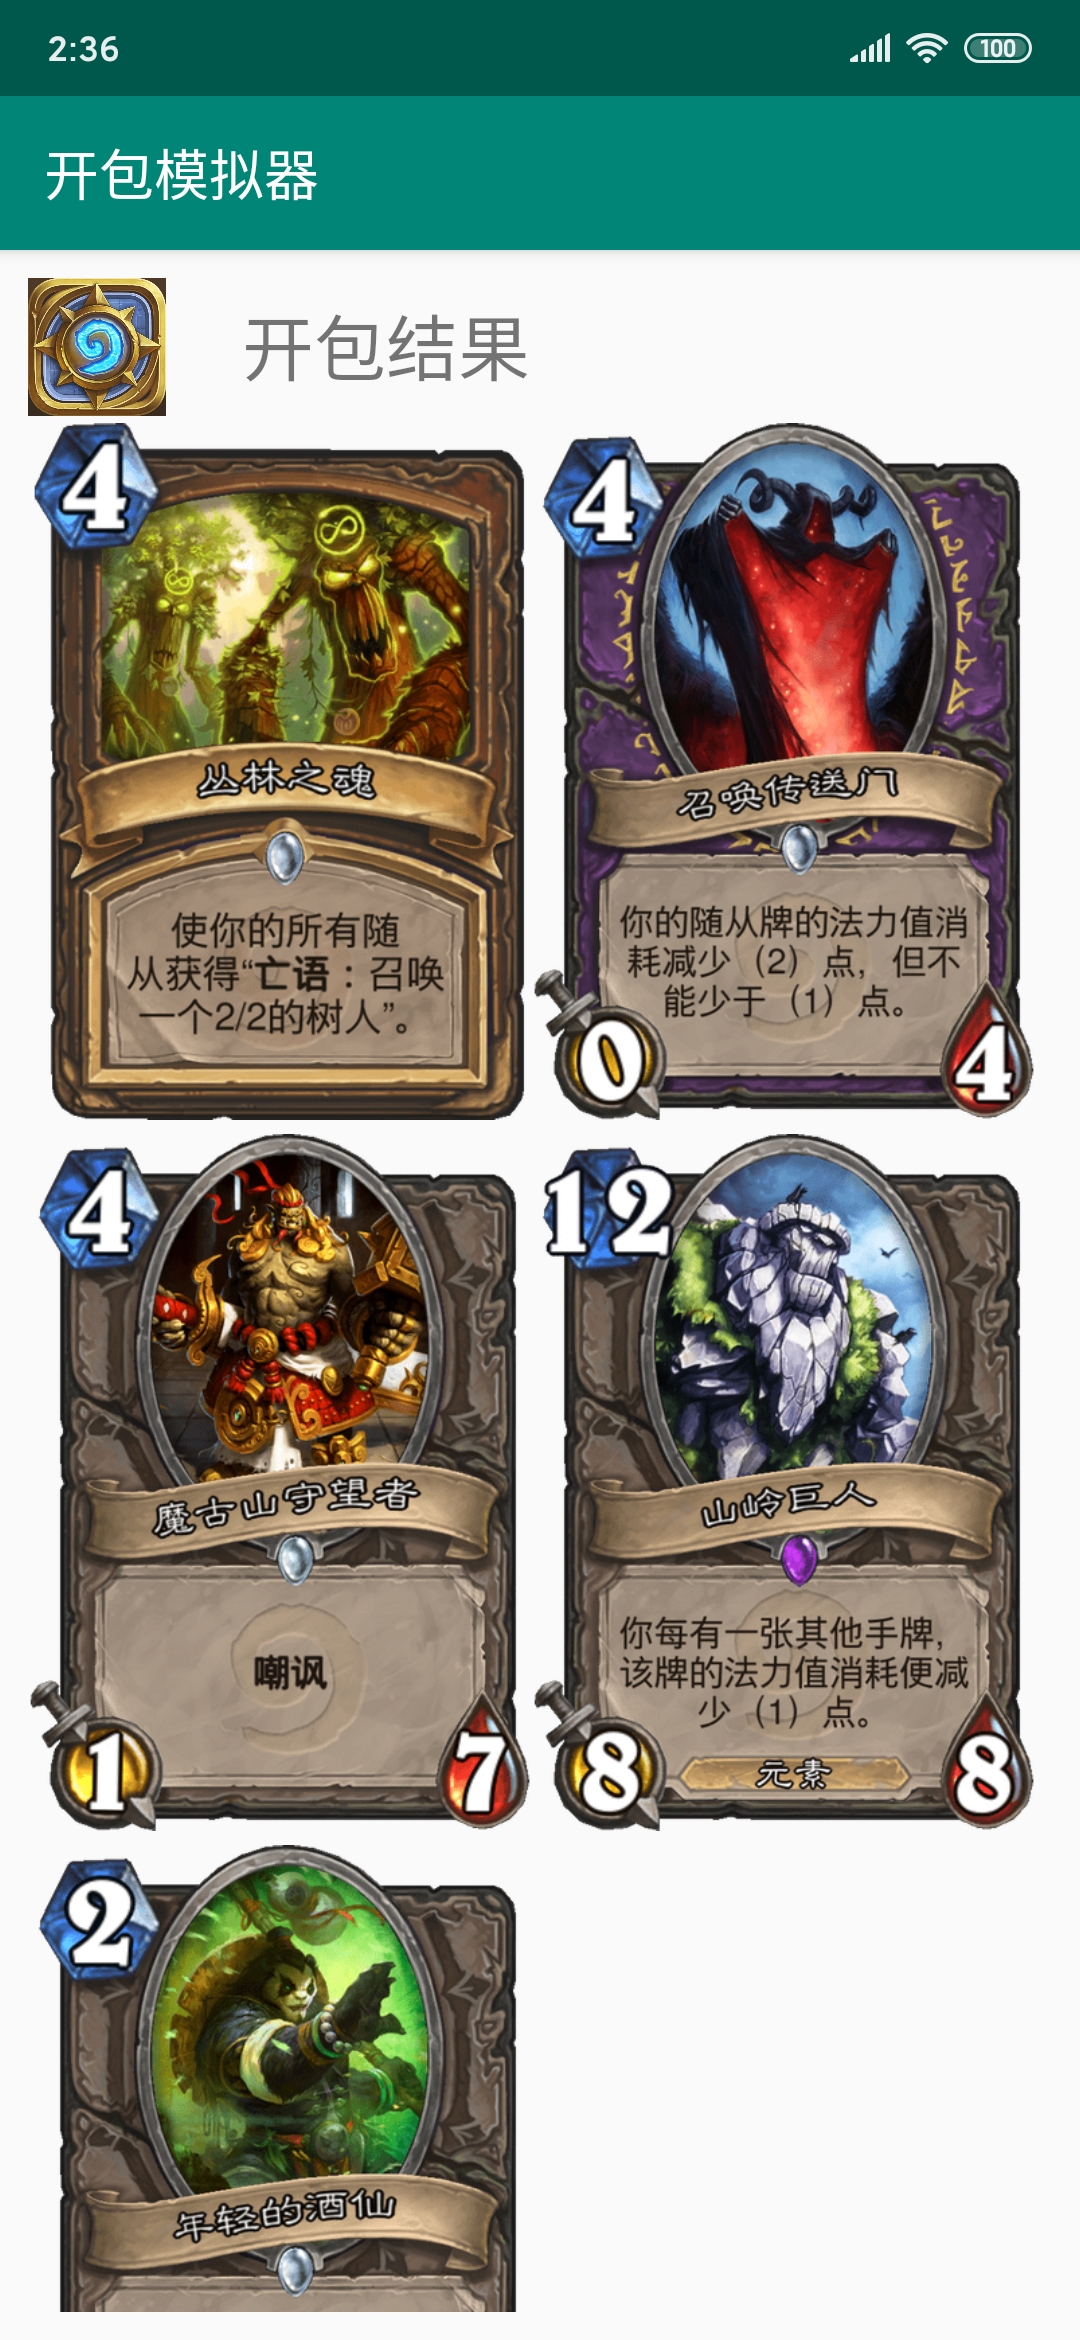 2:36
100
开包模拟器
开包结果
4
丛林之魂
使你的所有随
从获得“亡语：召唤
一个2/2的树人”。
4
召唤传送门
你的随从牌的法力值消
耗减少（2）点，但不
能少于（1）点。
0
4
4
魔古山守望者
嘲讽
1
7
12
山岭巨人
你每有一张其他手牌，
该牌的法力值消耗便减
少（1）点。
8
元素
8
2
年轻的酒仙